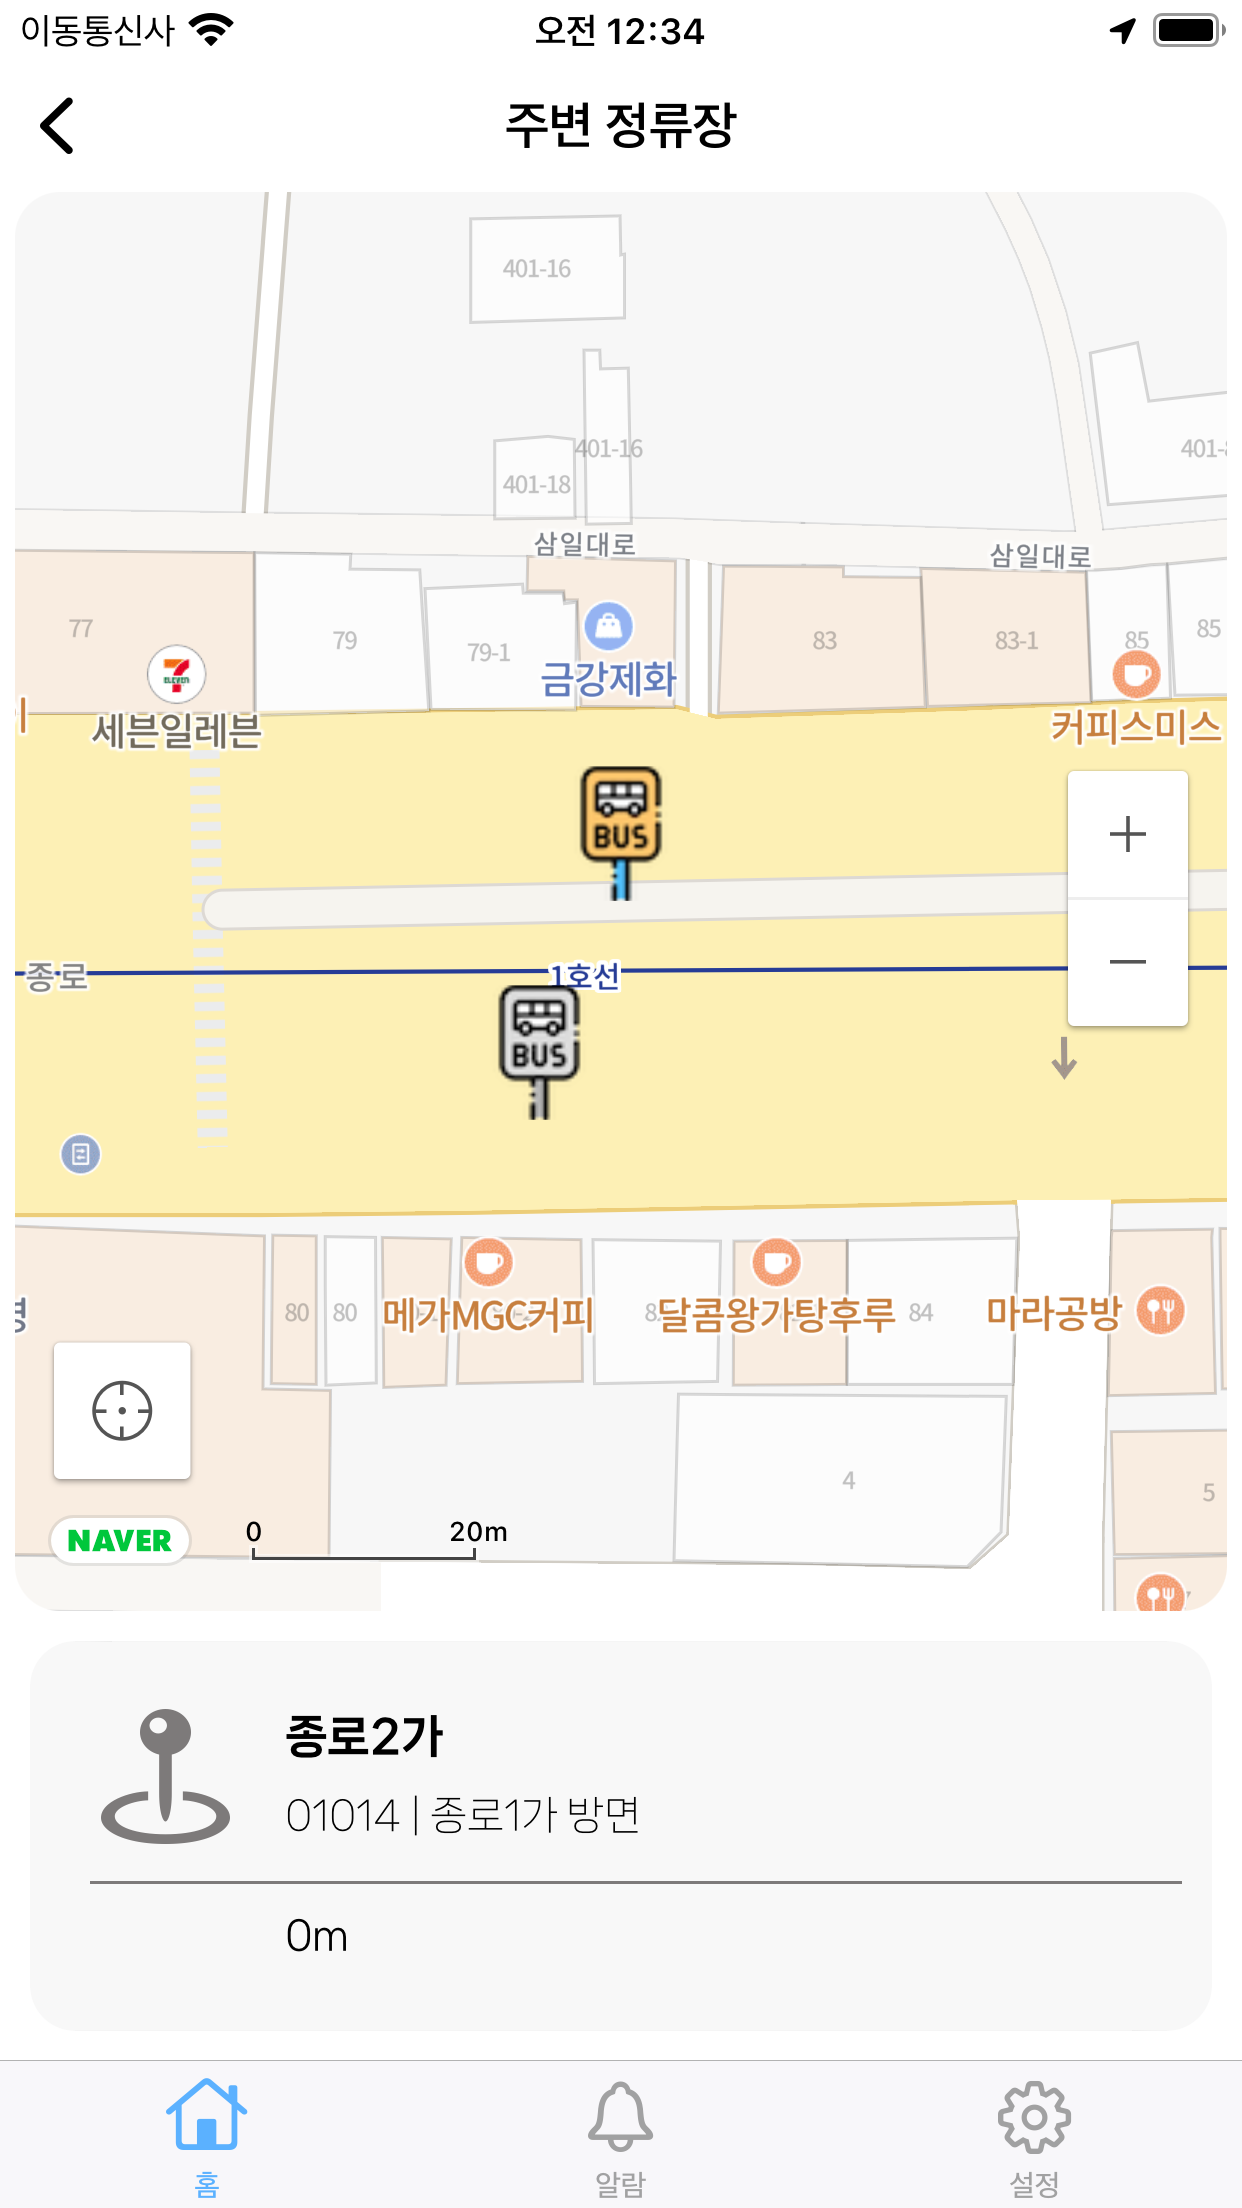 이동통신사
오전 12:34
주변 정류장
401-16
401-16
401-18
삼일대로
삼일대로
77
79
79-1
83
83-1
85
85
ELEVEN
금강제화
세븐일레븐
커피스미스
BUS
+
−
종로
1호선
BUS
80
80
메가MGC커피
달콤왕가탕후루
84
마라공방
4
5
NAVER
0
20m
종로2가
01014 | 종로1가 방면
0m
홈
알람
설정